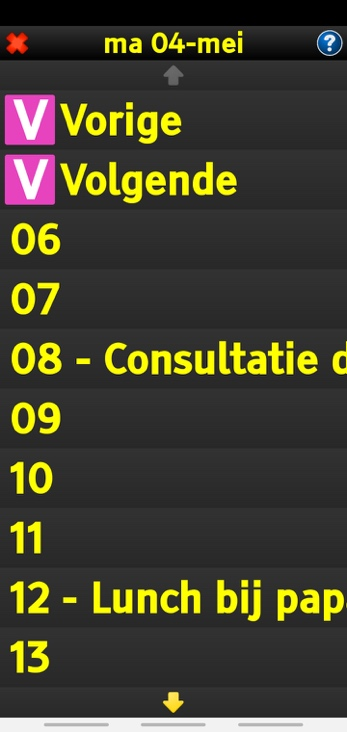 ma 04-mei
?
V Vorige
V Volgende
06
07
08 - Consultatie
09
10
11
12 - Lunch bij
13